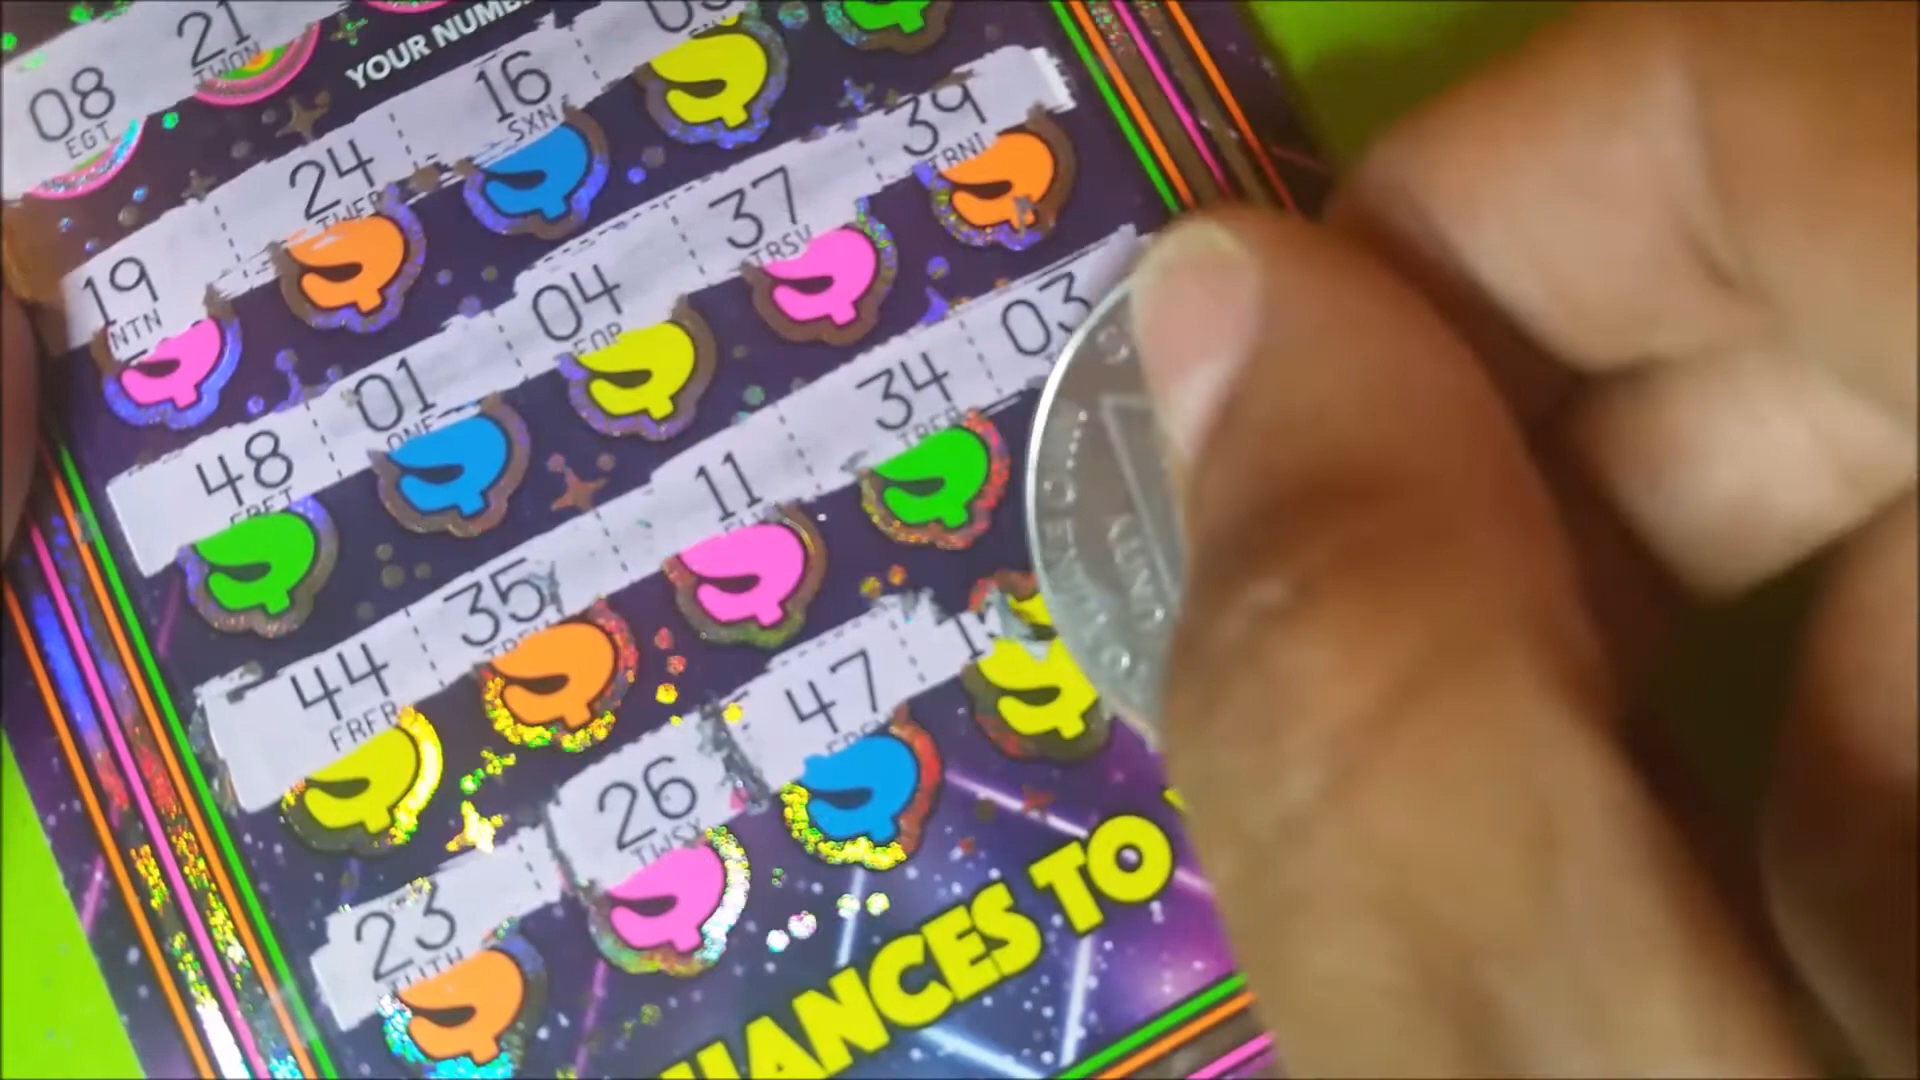 08 21
EGT TWON
YOUR NUMB
19 24 16
NTN SXN
48 01 04 37 39
TRSV
44 35 11 34 03
FRFR
23 26 47
TWSX
HANCES TO